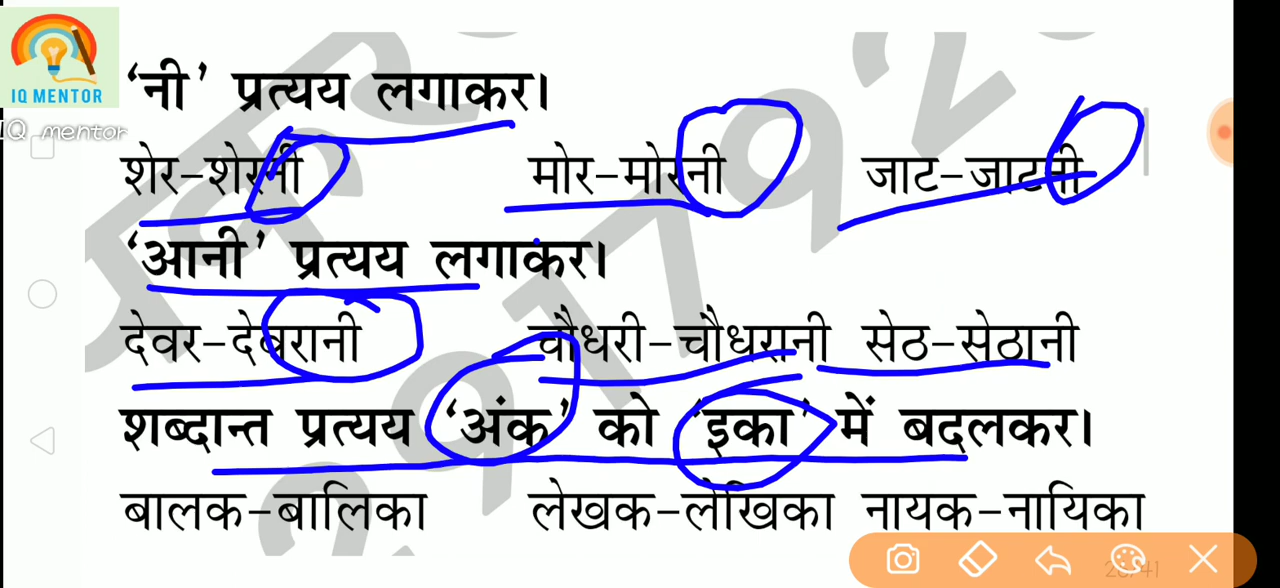 IQ MENTOR
IQ mentor
‘नी’ प्रत्यय लगाकर।
शेर–शेरनी मोर–मोरनी जाट–जाटनी
‘आनी’ प्रत्यय लगाकर।
देवर–देवरानी चौधरी–चौधरानी सेठ–सेठानी
शब्दान्त प्रत्यय ‘अंक’ को ‘इका’ में बदलकर।
बालक–बालिका लेखक–लेखिका नायक–नायिका